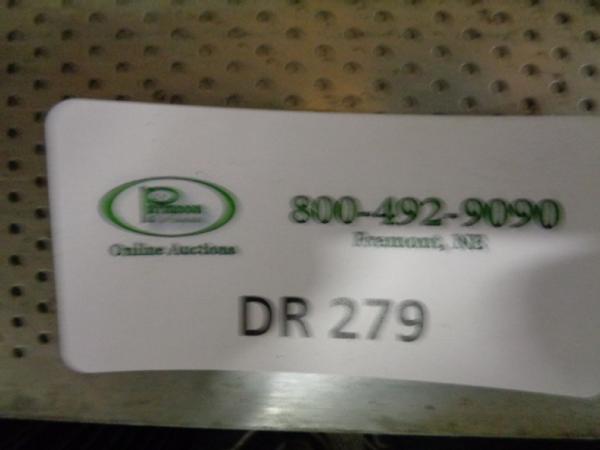 800-492-9090
Fremont, NE
Online Auctions
DR 279